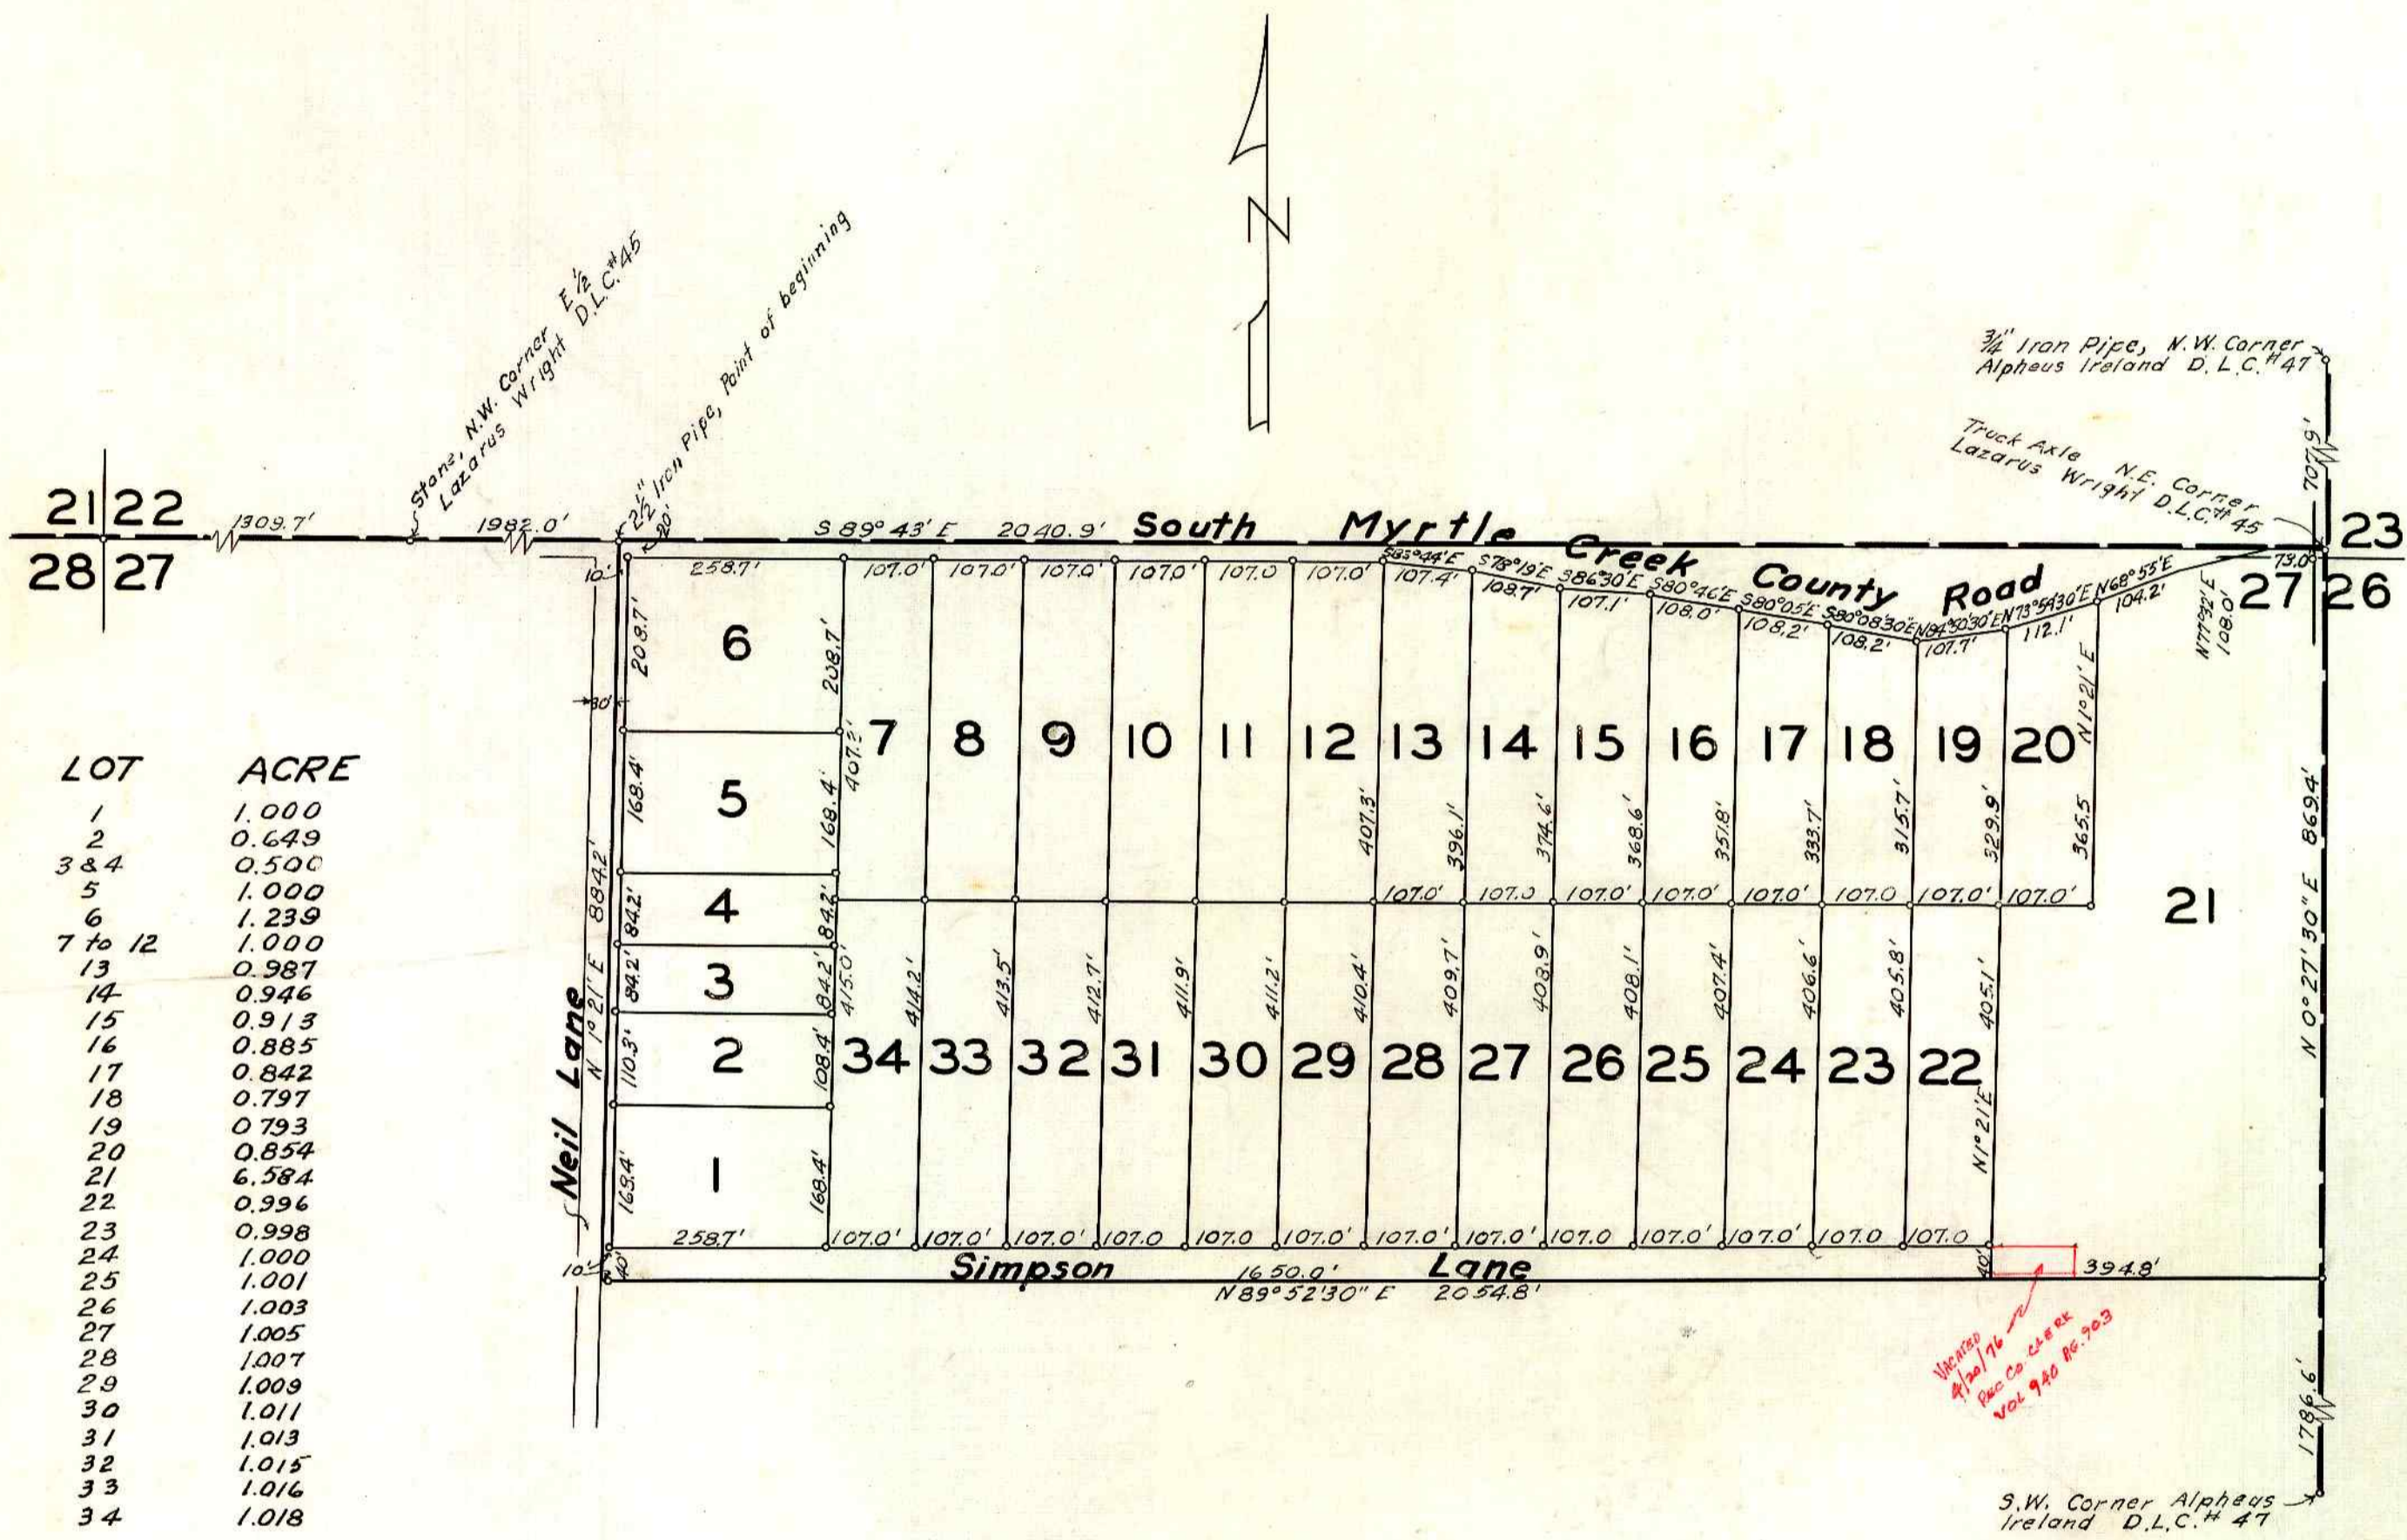 N
Stone, N.W. Corner E 1/2
Lazarus Wright D.L.C. #45
2 1/2" Iron Pipe, Point of beginning
20'
3/4" Iron Pipe, N.W. Corner
Alpheus Ireland D.L.C. #47
Truck Axle N.E. Corner
Lazarus Wright D.L.C. #45
707.9'
21 22
28 27
1309.7'
1982.0'
S 89° 43' E 2040.9'
South Myrtle Creek County Road
23
27 26
73.0'
10'
258.7'
107.0' 107.0' 107.0' 107.0' 107.0 107.0'
S85°44'E
107.4'
S78°19'E
108.7'
S86°30'E
107.1'
S80°46'E
108.0'
S80°05'E
108.2'
S80°08'30"E
108.2'
N84°50'30"E
107.7'
N73°54'30"E
112.1'
N68°55'E
104.2'
N77°32'E
108.0'
208.7'
6
208.7'
30'
168.4'
5
168.4'
407.2'
7 8 9 10 11 12 13 14 15 16 17 18 19 20
N1°21'E
407.3' 396.1' 374.6' 368.6' 351.8' 333.7' 315.7' 329.9' 365.5
107.0' 107.0 107.0' 107.0' 107.0' 107.0 107.0' 107.0'
21
N 0° 27' 30" E 869.4'
N 1° 21' E 884.2'
84.2'
4
84.2'
84.2'
3
84.2'
415.0' 414.2' 413.5' 412.7' 411.9' 411.2' 410.4' 409.7' 408.9' 408.1' 407.4' 406.6' 405.8' 405.1'
Neil Lane
110.3'
2
108.4'
34 33 32 31 30 29 28 27 26 25 24 23 22
N1°21'E
1
168.4'
258.7'
107.0' 107.0' 107.0' 107.0 107.0 107.0' 107.0' 107.0' 107.0 107.0' 107.0' 107.0 107.0
10'
40'
Simpson Lane
1650.0'
40'
394.8'
N89°52'30" E 2054.8'
VACATED
4/20/76
REC CO. CLERK
VOL 940 PG. 903
1786.6'
S.W. Corner Alpheus
Ireland D.L.C. # 47
LOT ACRE
1 1.000
2 0.649
3 & 4 0.500
5 1.000
6 1.239
7 to 12 1.000
13 0.987
14 0.946
15 0.913
16 0.885
17 0.842
18 0.797
19 0 793
20 0.854
21 6.584
22 0.996
23 0.998
24 1.000
25 1.001
26 1.003
27 1.005
28 1.007
29 1.009
30 1.011
31 1.013
32 1.015
33 1.016
34 1.018